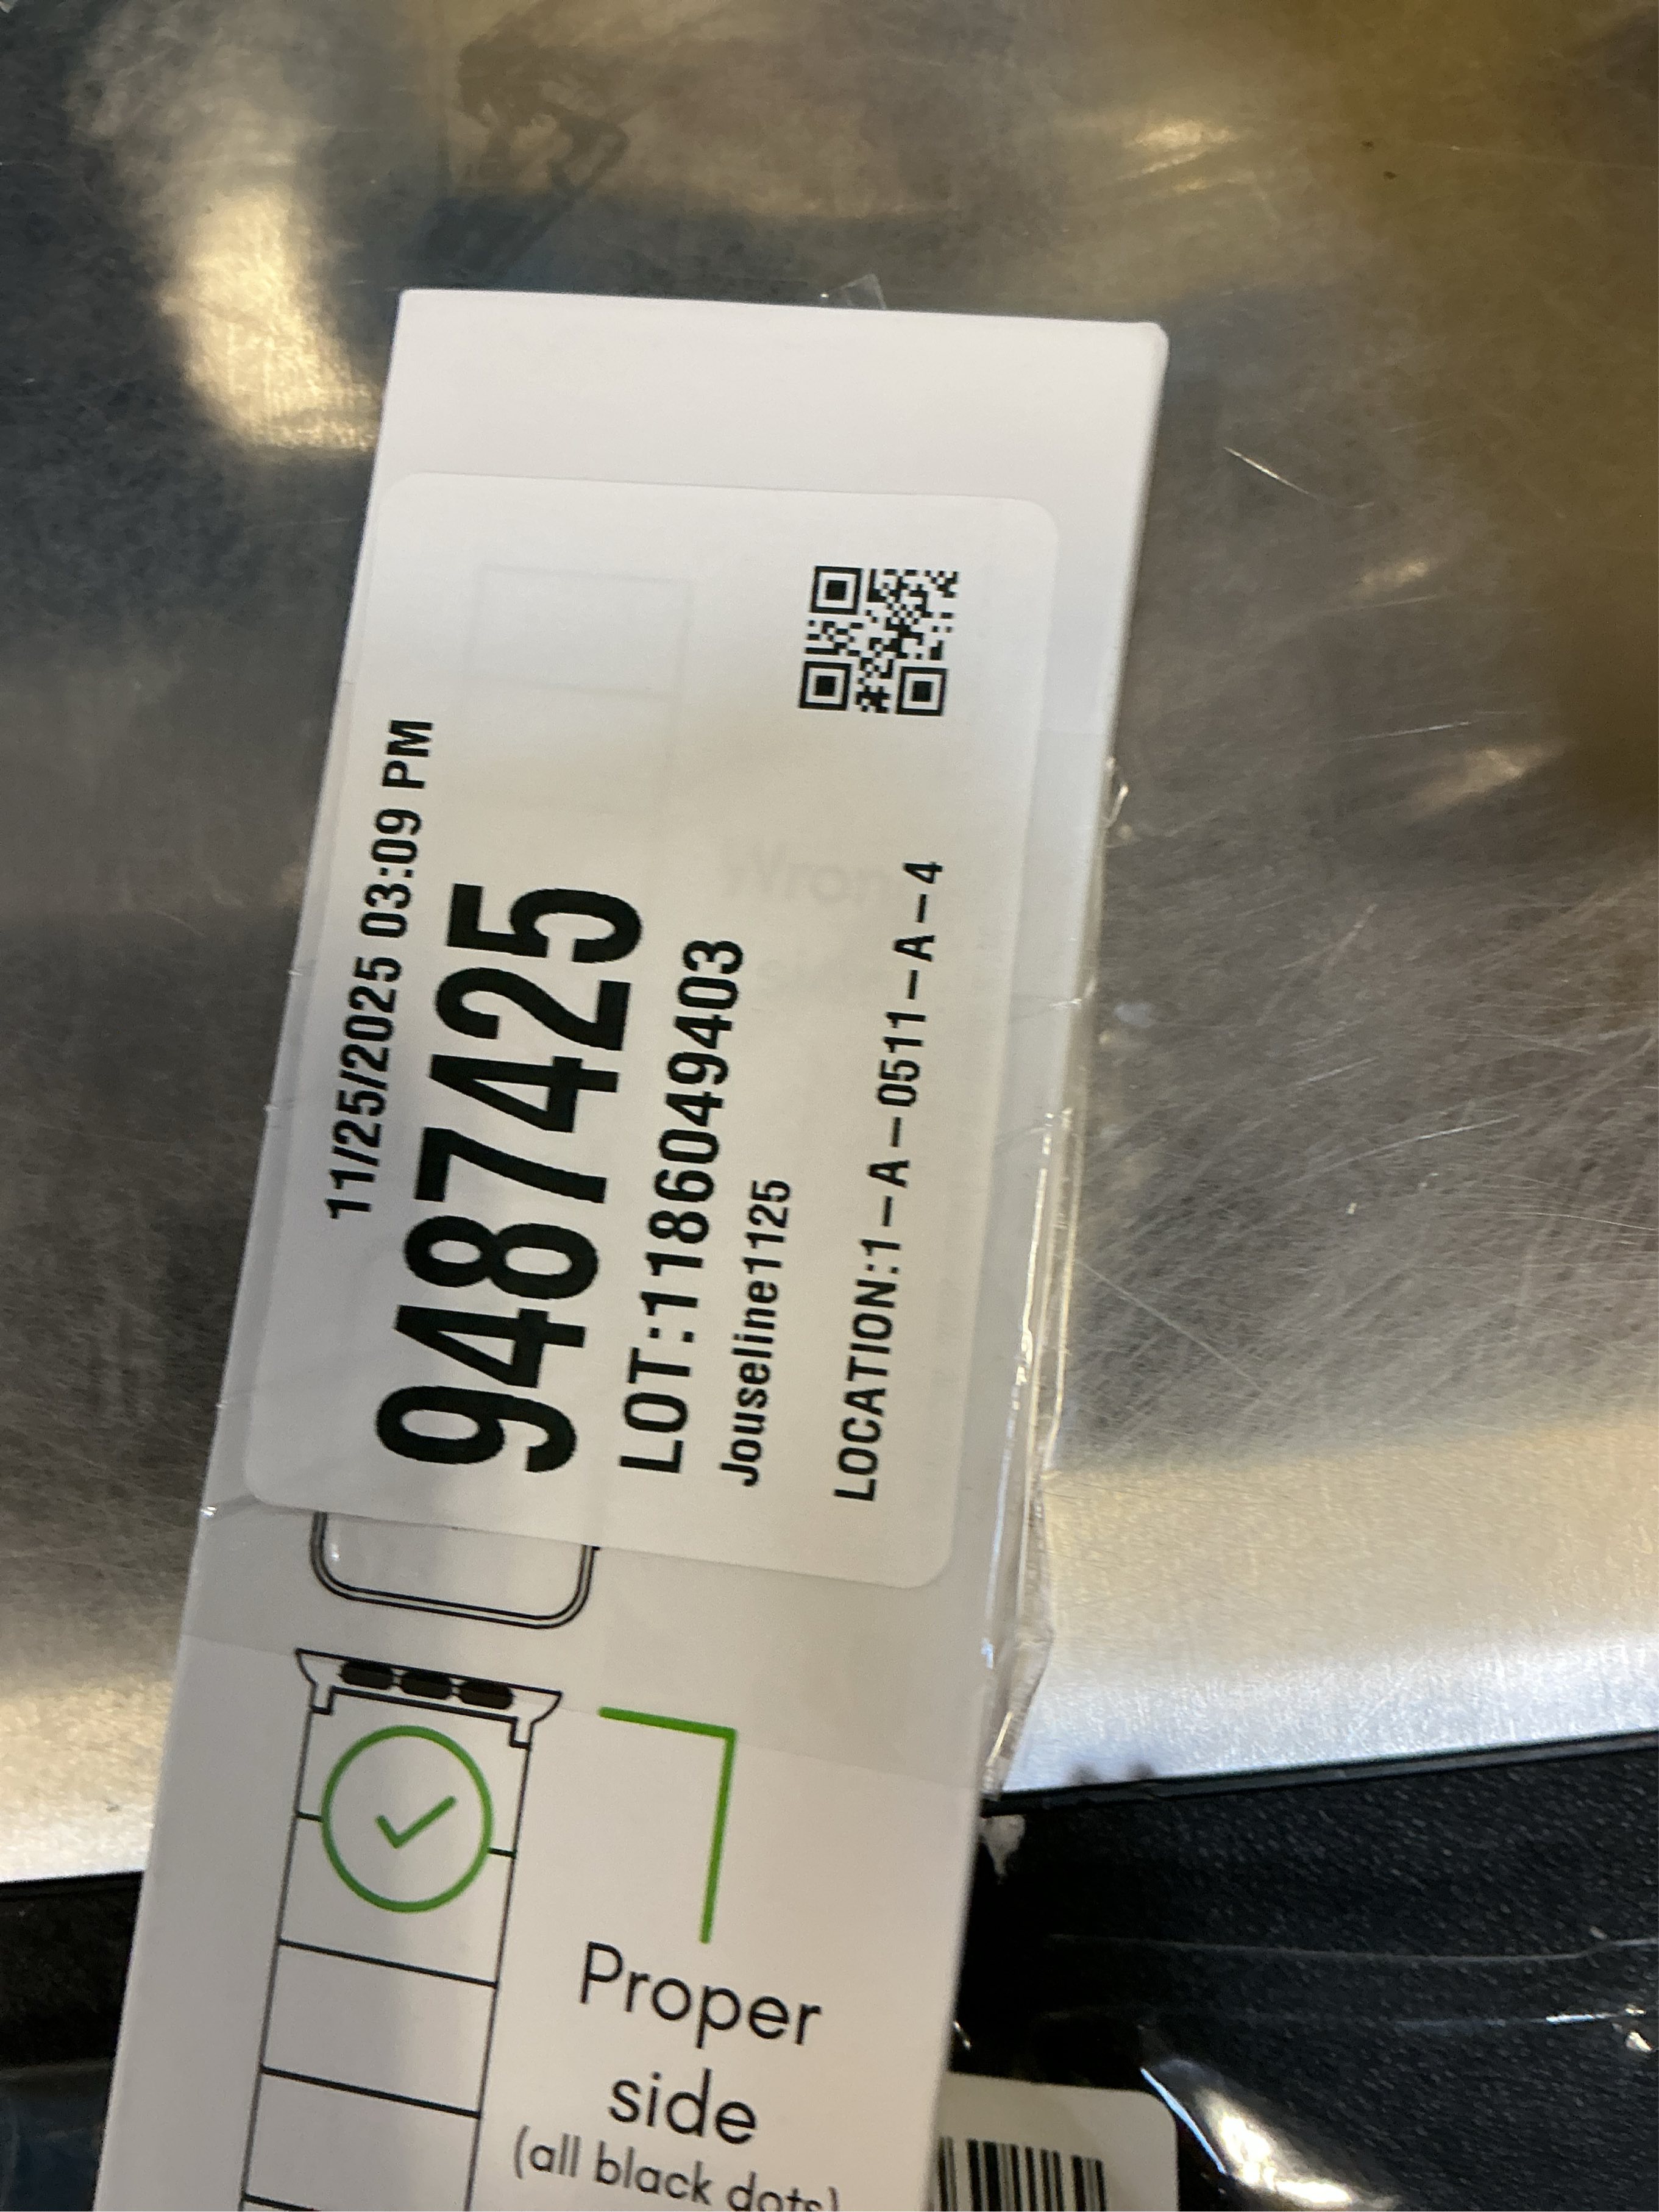 11/25/2025 03:09 PM
9487425
LOT:1186049403
Jouseline1125
LOCATION:1-A-0511-A-4
Proper
side
(all black dots)